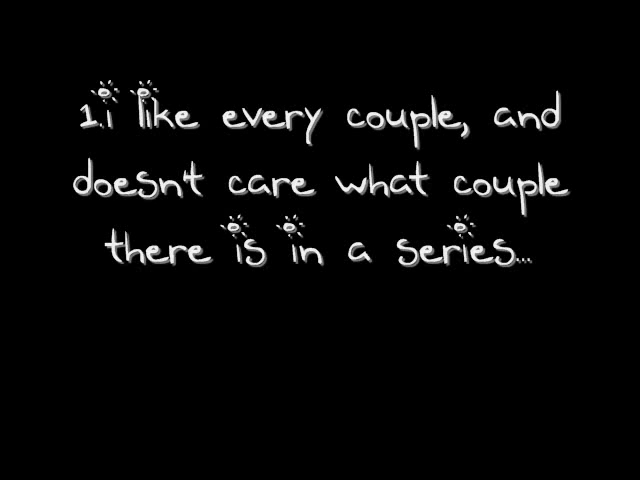 1.i like every couple, and
doesn't care what couple
there is in a series...